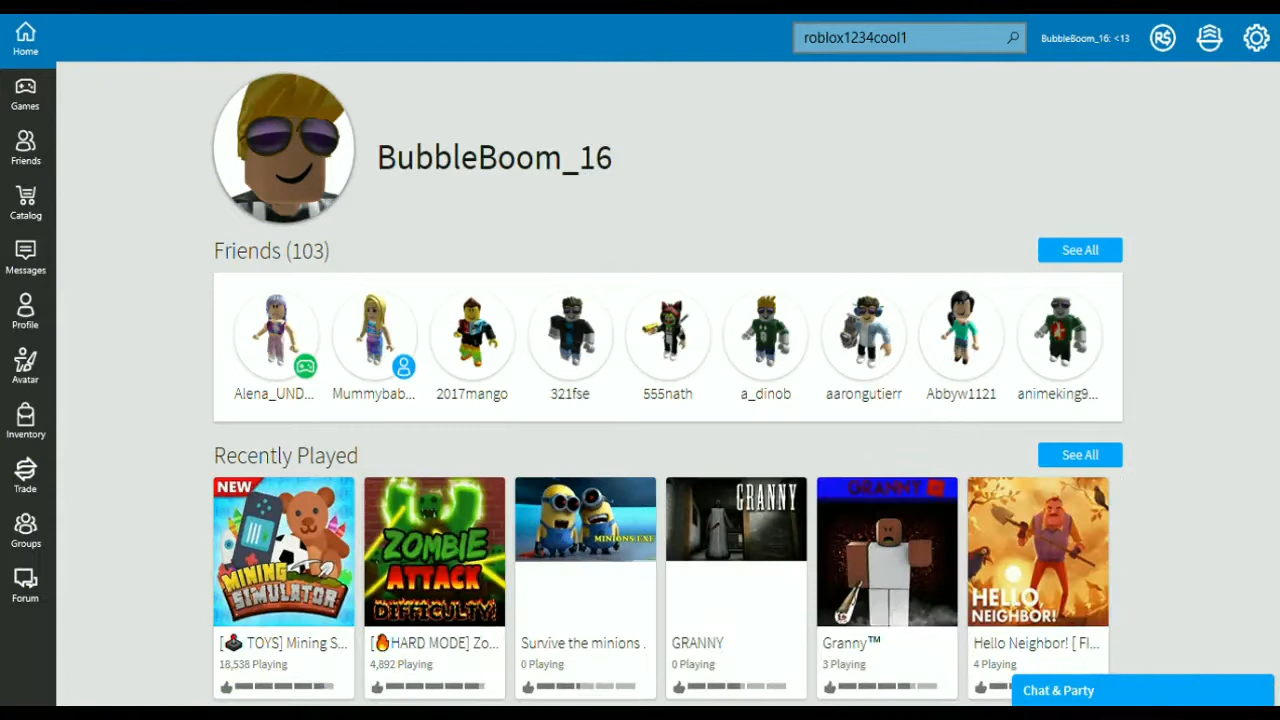 Home
roblox1234cool1
BubbleBoom_16: <13
Games
Friends
Catalog
Messages
Profile
Avatar
Inventory
Trade
Groups
Forum
BubbleBoom_16
Friends (103)
See All
Alena_UND...
Mummybab...
2017mango
321fse
555nath
a_dinob
aarongutierr
Abbyw1121
animeking9...
Recently Played
See All
NEW
MINING
SIMULATOR
ZOMBIE
ATTACK
DIFFICULTY!
MINIONS.EXE
GRANNY
GRANNY
HELLO,
NEIGHBOR!
[🕹 TOYS] Mining S...
18,538 Playing
[🔥HARD MODE] Zo...
4,892 Playing
Survive the minions .
0 Playing
GRANNY
0 Playing
Granny™
3 Playing
Hello Neighbor! [ Fl...
4 Playing
Chat & Party